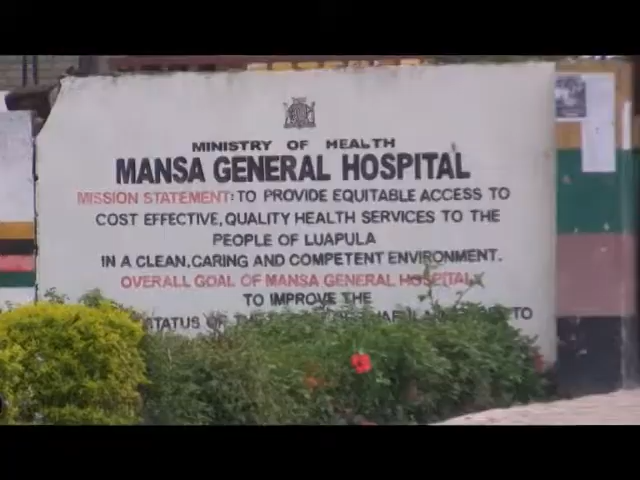 MINISTRY OF HEALTH
MANSA GENERAL HOSPITAL
MISSION STATEMENT: TO PROVIDE EQUITABLE ACCESS TO
COST EFFECTIVE, QUALITY HEALTH SERVICES TO THE
PEOPLE OF LUAPULA
IN A CLEAN, CARING AND COMPETENT ENVIRONMENT.
OVERALL GOAL OF MANSA GENERAL HOSPITAL
TO IMPROVE THE
TO